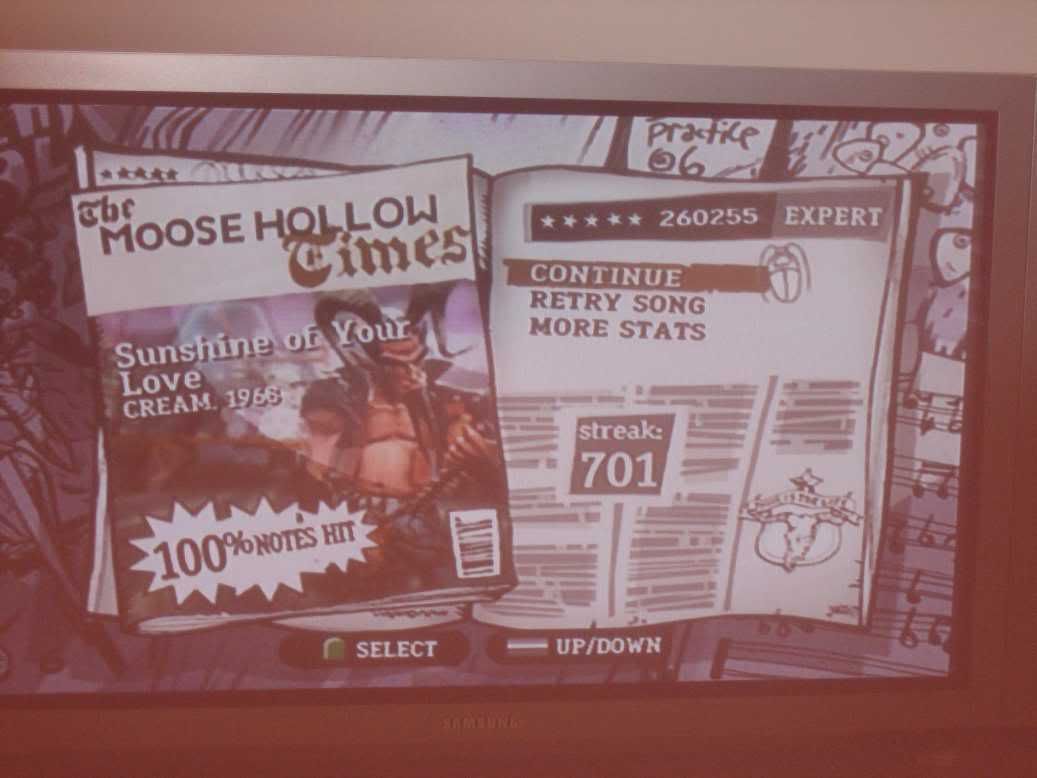 practice
06
The
MOOSE HOLLOW
Times
260255 EXPERT
CONTINUE
RETRY SONG
MORE STATS
Sunshine of Your
Love
CREAM, 1968
streak:
701
100% NOTES HIT
SELECT
UP/DOWN
SAMSUNG